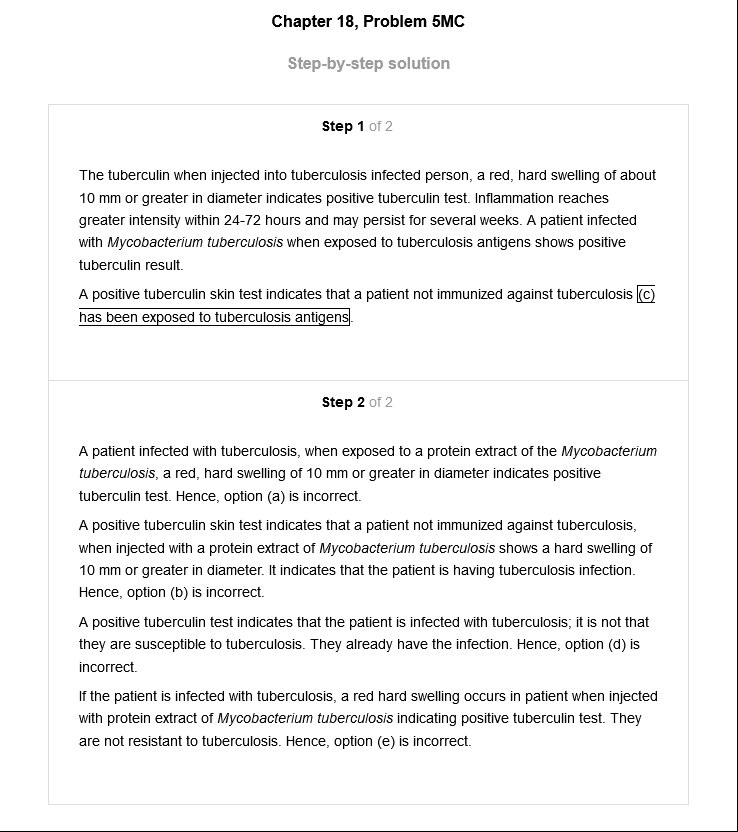 Chapter 18, Problem 5MC
Step-by-step solution
Step 1 of 2
The tuberculin when injected into tuberculosis infected person, a red, hard swelling of about
10 mm or greater in diameter indicates positive tuberculin test. Inflammation reaches
greater intensity within 24-72 hours and may persist for several weeks. A patient infected
with Mycobacterium tuberculosis when exposed to tuberculosis antigens shows positive
tuberculin result.
A positive tuberculin skin test indicates that a patient not immunized against tuberculosis (c)
has been exposed to tuberculosis antigens.
Step 2 of 2
A patient infected with tuberculosis, when exposed to a protein extract of the Mycobacterium
tuberculosis, a red, hard swelling of 10 mm or greater in diameter indicates positive
tuberculin test. Hence, option (a) is incorrect.
A positive tuberculin skin test indicates that a patient not immunized against tuberculosis,
when injected with a protein extract of Mycobacterium tuberculosis shows a hard swelling of
10 mm or greater in diameter. It indicates that the patient is having tuberculosis infection.
Hence, option (b) is incorrect.
A positive tuberculin test indicates that the patient is infected with tuberculosis; it is not that
they are susceptible to tuberculosis. They already have the infection. Hence, option (d) is
incorrect.
If the patient is infected with tuberculosis, a red hard swelling occurs in patient when injected
with protein extract of Mycobacterium tuberculosis indicating positive tuberculin test. They
are not resistant to tuberculosis. Hence, option (e) is incorrect.